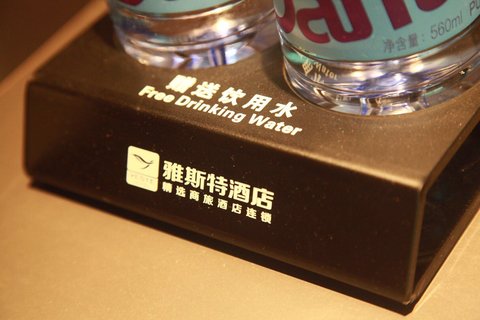 净含量: 560ml
赠送饮用水
Free Drinking Water
雅斯特酒店
精选商旅酒店连锁